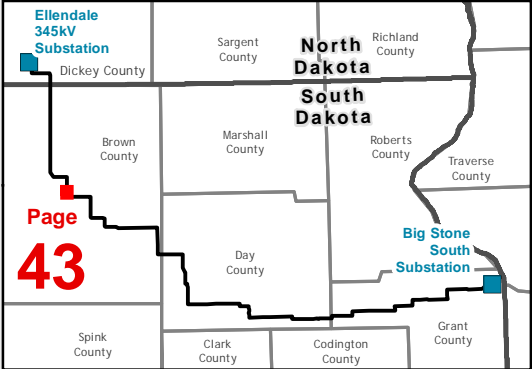 Ellendale
345kV
Substation
Dickey County
Sargent
County
North
Dakota
Richland
County
South
Dakota
Brown
County
Marshall
County
Roberts
County
Traverse
County
Page
43
Big Stone
South
Substation
Day
County
Spink
County
Clark
County
Codington
County
Grant
County